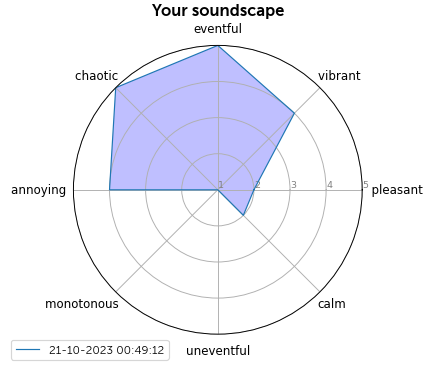 Your soundscape
eventful
chaotic
vibrant
annoying
1
2
3
4
5
pleasant
monotonous
calm
uneventful
21-10-2023 00:49:12